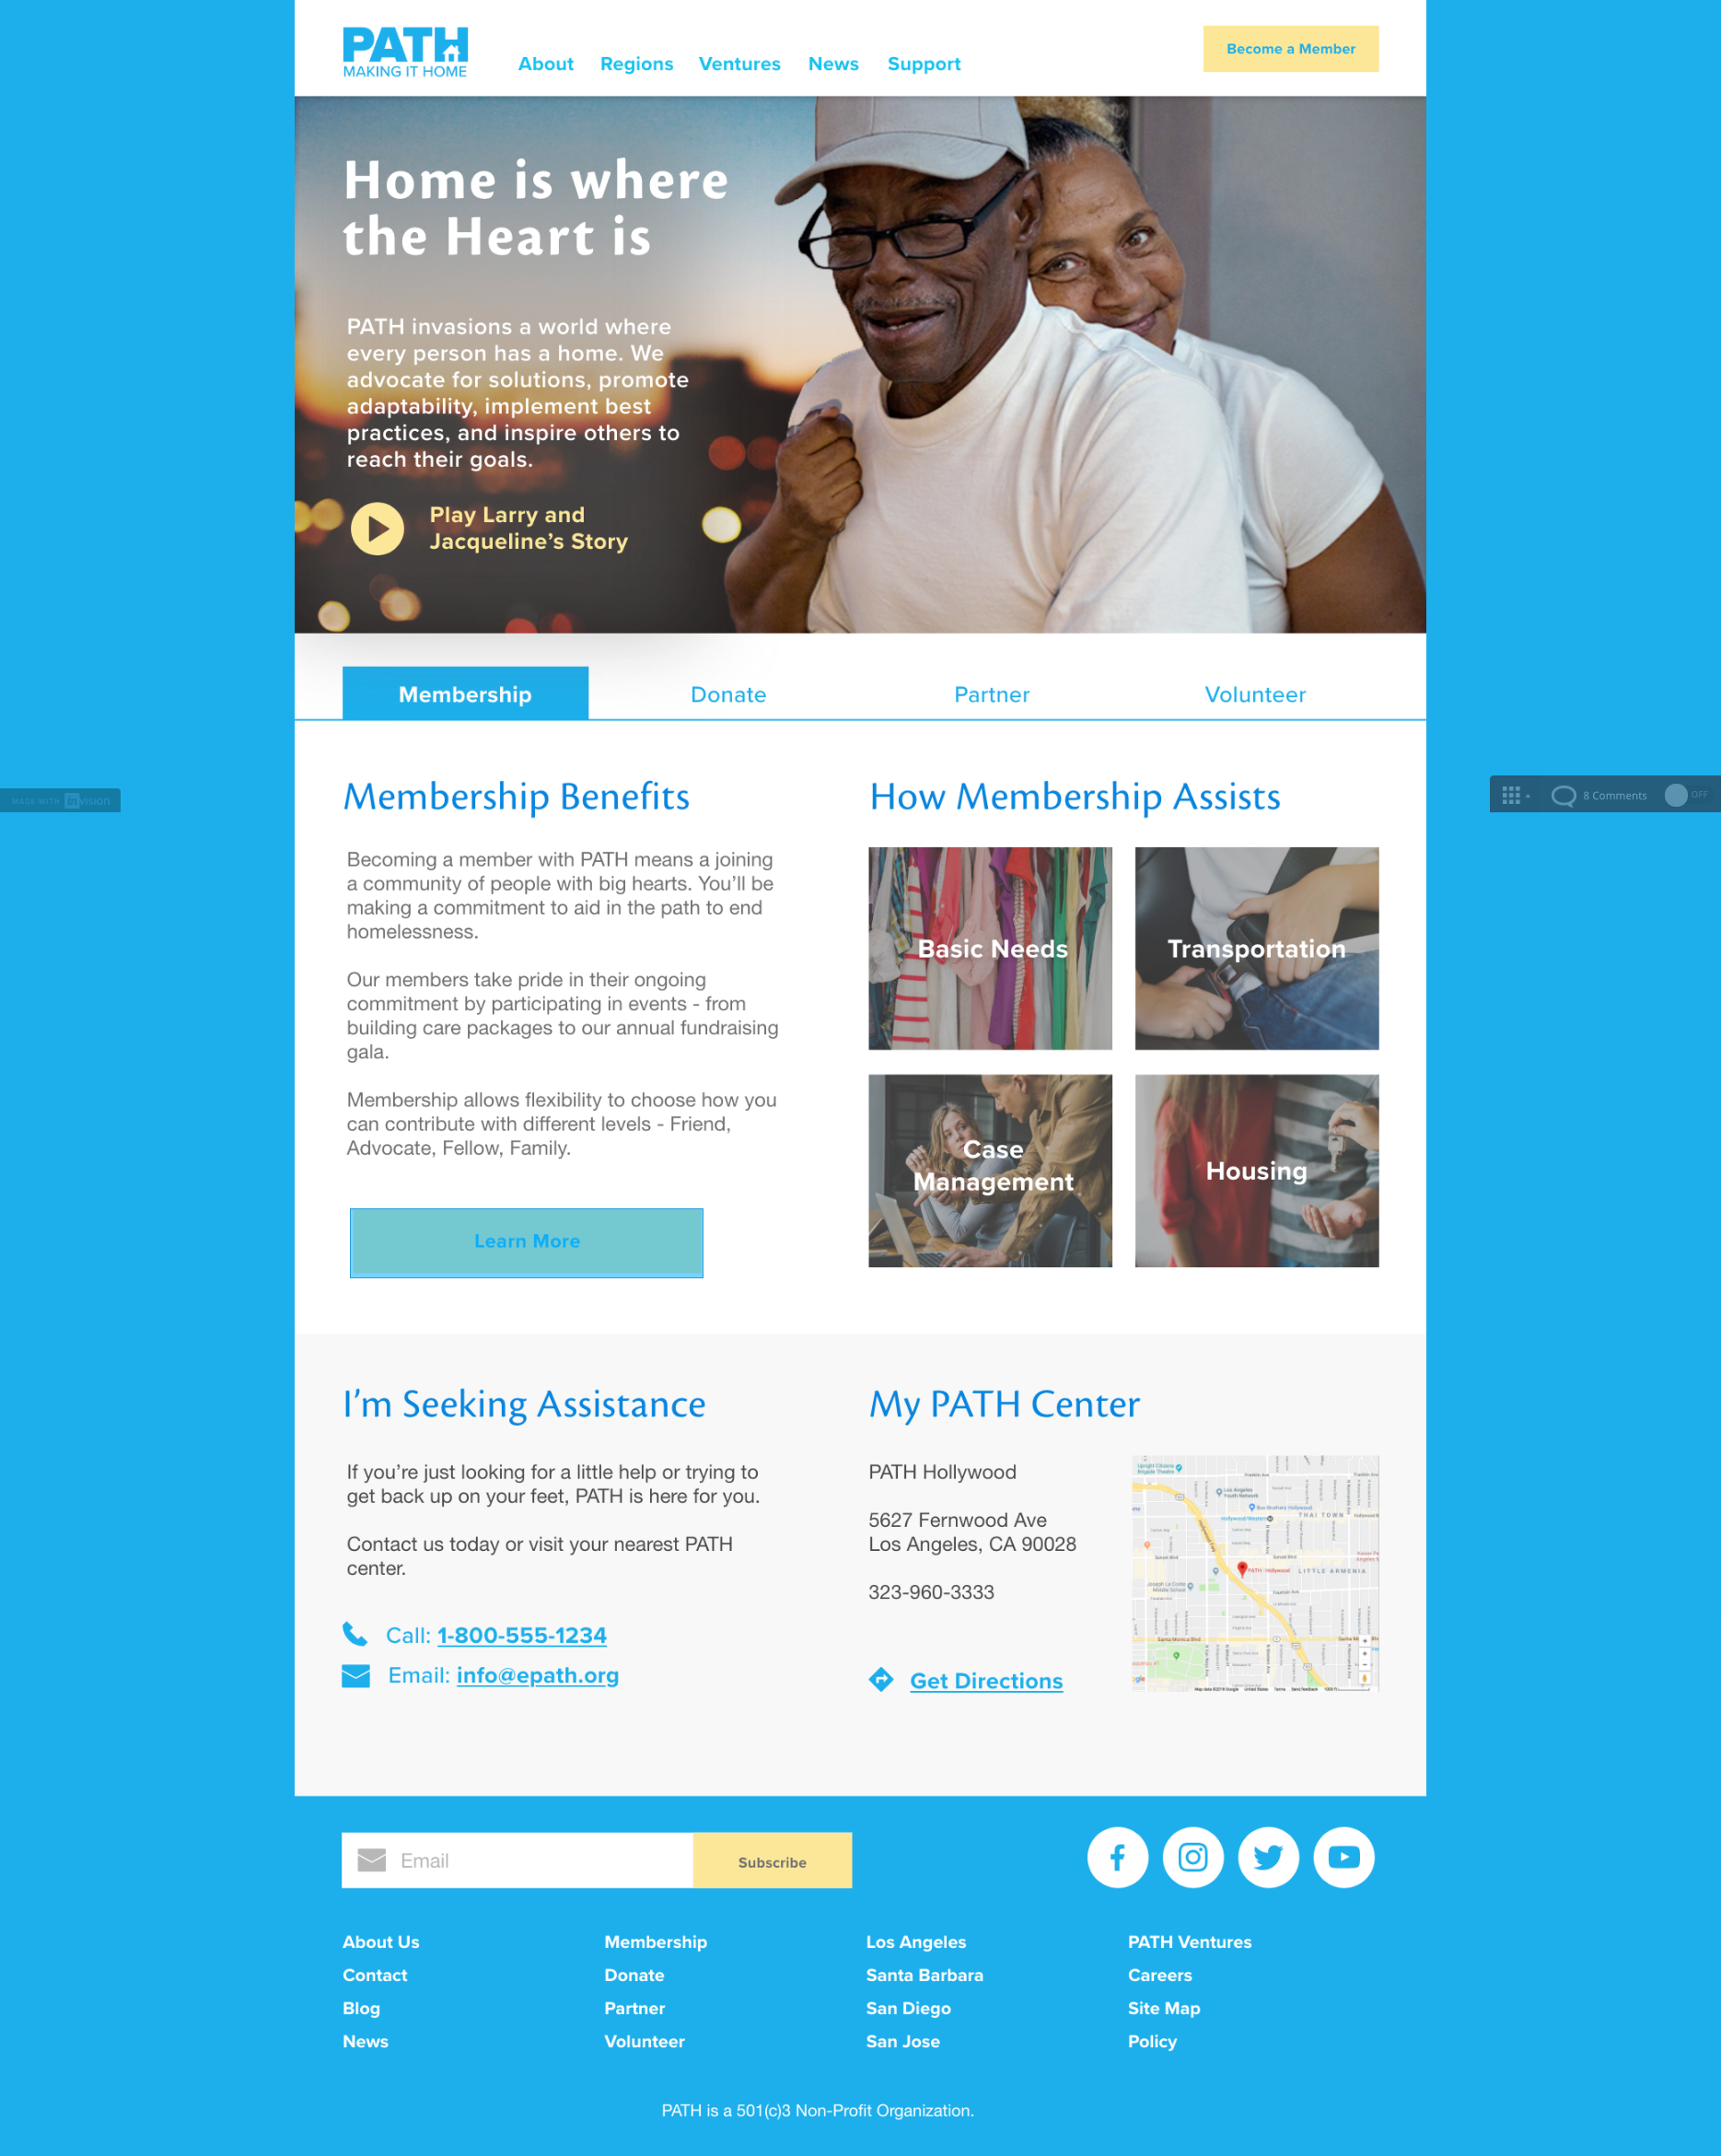 PATH
MAKING IT HOME
About Regions Ventures News Support
Become a Member
Home is where
the Heart is
PATH invasions a world where
every person has a home. We
advocate for solutions, promote
adaptability, implement best
practices, and inspire others to
reach their goals.
Play Larry and
Jacqueline’s Story
Membership Donate Partner Volunteer
MADE WITH invision
8 Comments OFF
Membership Benefits
Becoming a member with PATH means a joining
a community of people with big hearts. You’ll be
making a commitment to aid in the path to end
homelessness.
Our members take pride in their ongoing
commitment by participating in events - from
building care packages to our annual fundraising
gala.
Membership allows flexibility to choose how you
can contribute with different levels - Friend,
Advocate, Fellow, Family.
Learn More
How Membership Assists
Basic Needs
Transportation
Case
Management
Housing
I’m Seeking Assistance
If you’re just looking for a little help or trying to
get back up on your feet, PATH is here for you.
Contact us today or visit your nearest PATH
center.
Call: 1-800-555-1234
Email: info@epath.org
My PATH Center
PATH Hollywood
5627 Fernwood Ave
Los Angeles, CA 90028
323-960-3333
Get Directions
THAI TOWN
PATH - Hollywood
LITTLE ARMENIA
Santa Monica Blvd
Email
Subscribe
About Us
Contact
Blog
News
Membership
Donate
Partner
Volunteer
Los Angeles
Santa Barbara
San Diego
San Jose
PATH Ventures
Careers
Site Map
Policy
PATH is a 501(c)3 Non-Profit Organization.